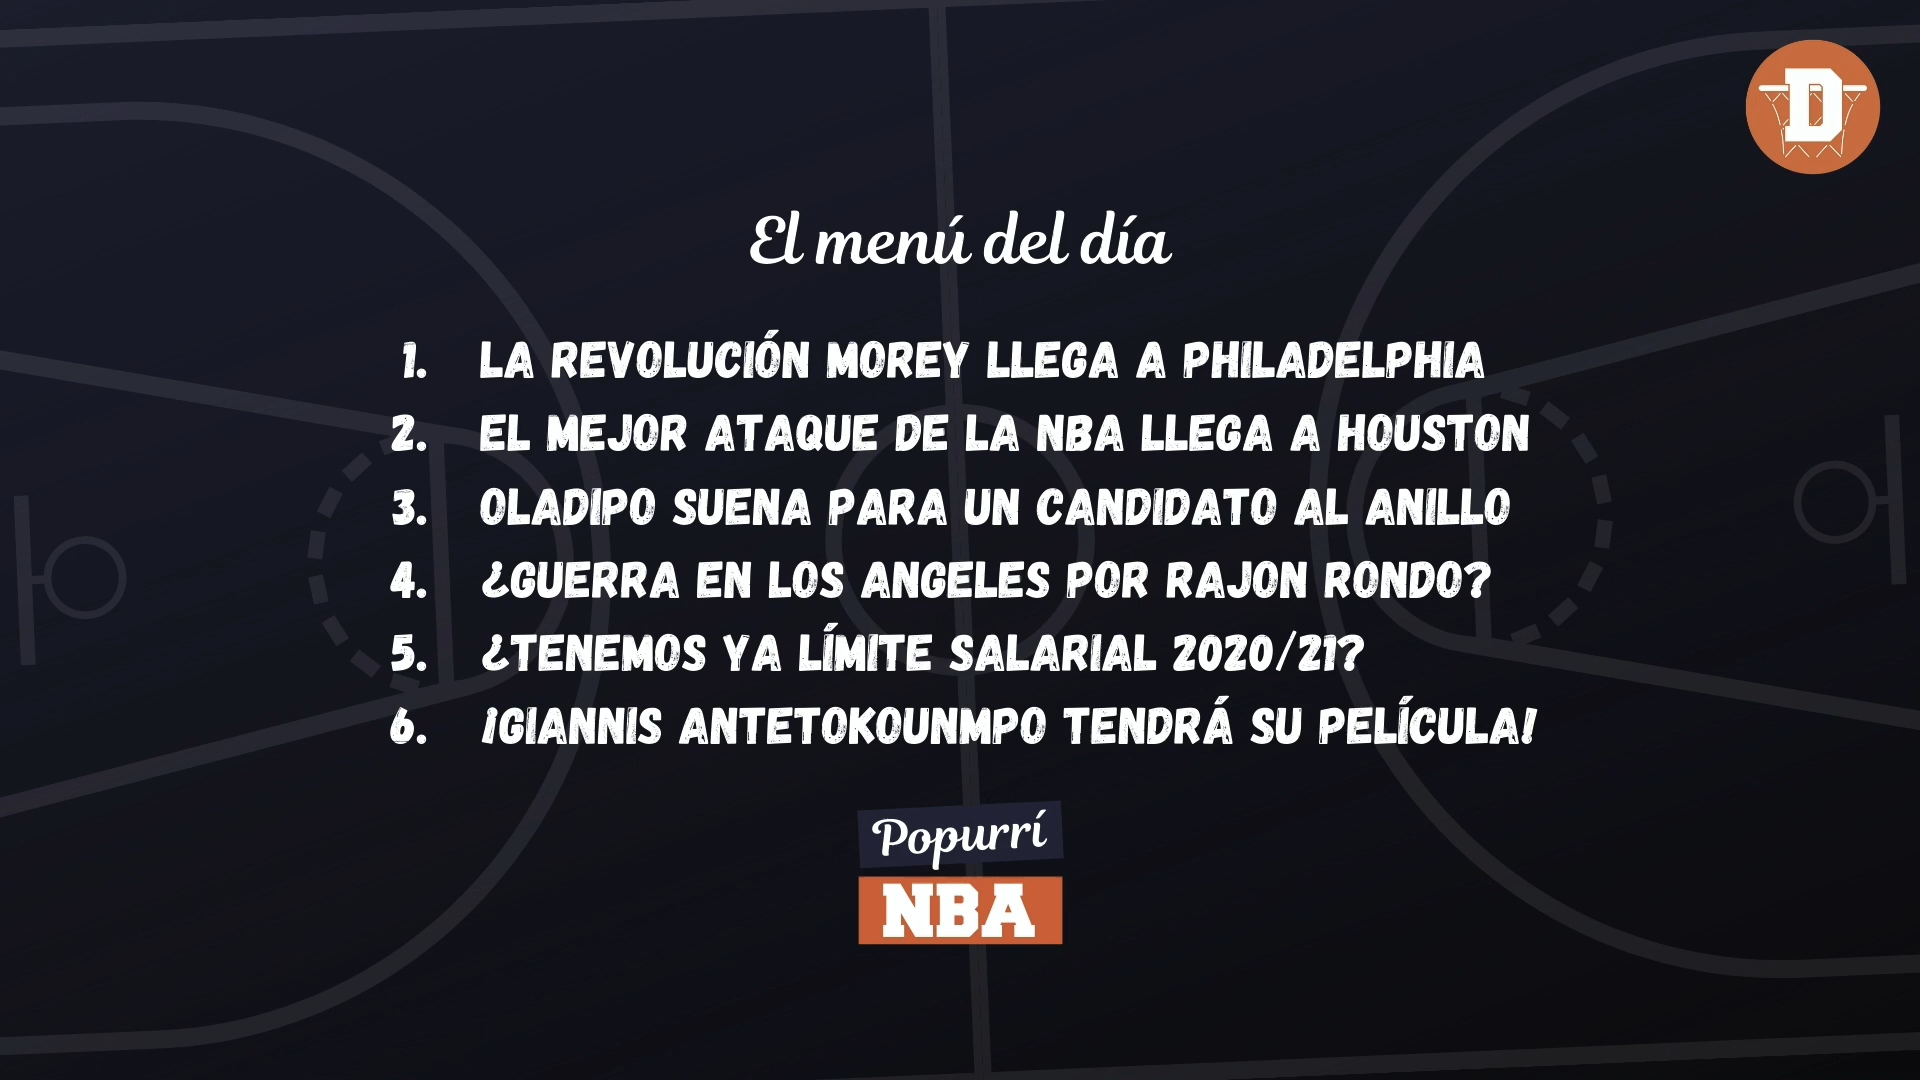 D
El menú del día
1. LA REVOLUCIÓN MOREY LLEGA A PHILADELPHIA
2. EL MEJOR ATAQUE DE LA NBA LLEGA A HOUSTON
3. OLADIPO SUENA PARA UN CANDIDATO AL ANILLO
4. ¿GUERRA EN LOS ANGELES POR RAJON RONDO?
5. ¿TENEMOS YA LÍMITE SALARIAL 2020/21?
6. ¡GIANNIS ANTETOKOUNMPO TENDRÁ SU PELÍCULA!
Popurrí
NBA